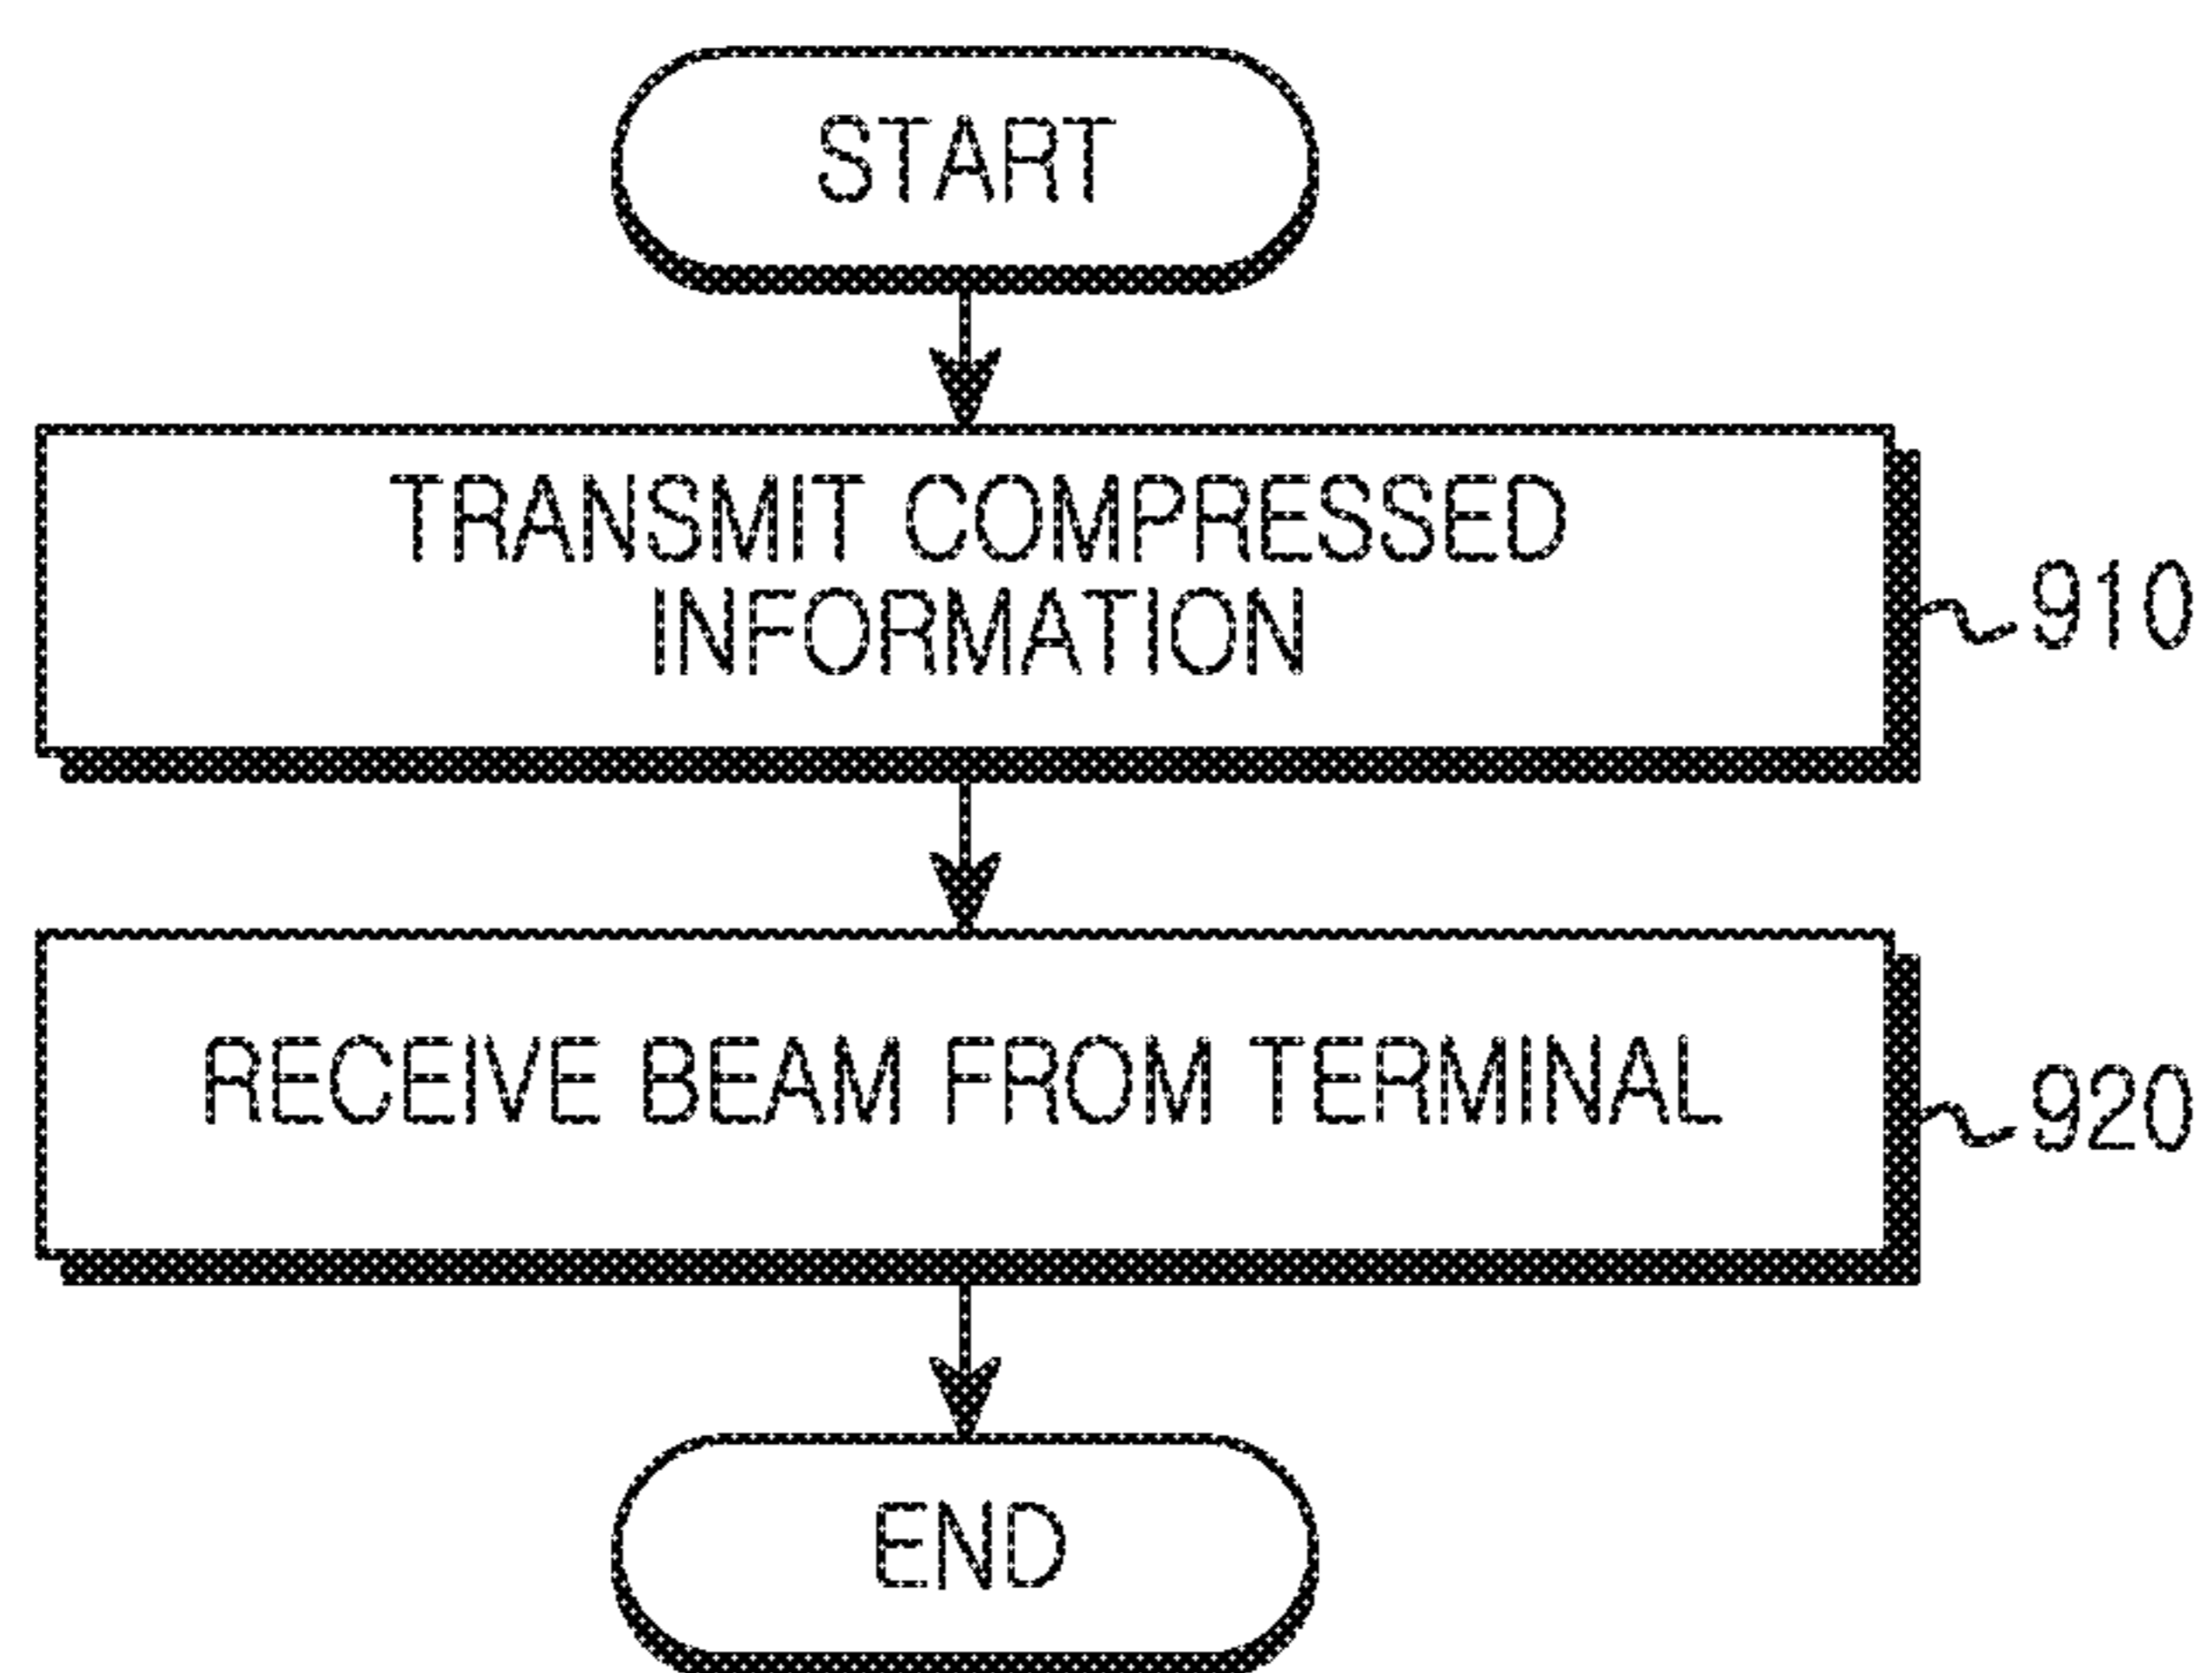 START
TRANSMIT COMPRESSED
INFORMATION
910
RECEIVE BEAM FROM TERMINAL
920
END